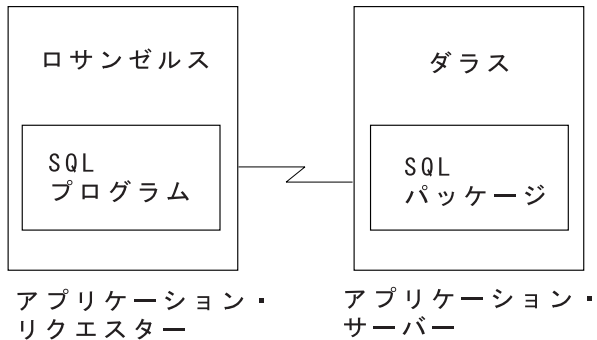 ロサンゼルス
SQL
プログラム
アプリケーション・
リクエスター
ダラス
SQL
パッケージ
アプリケーション・
サーバー